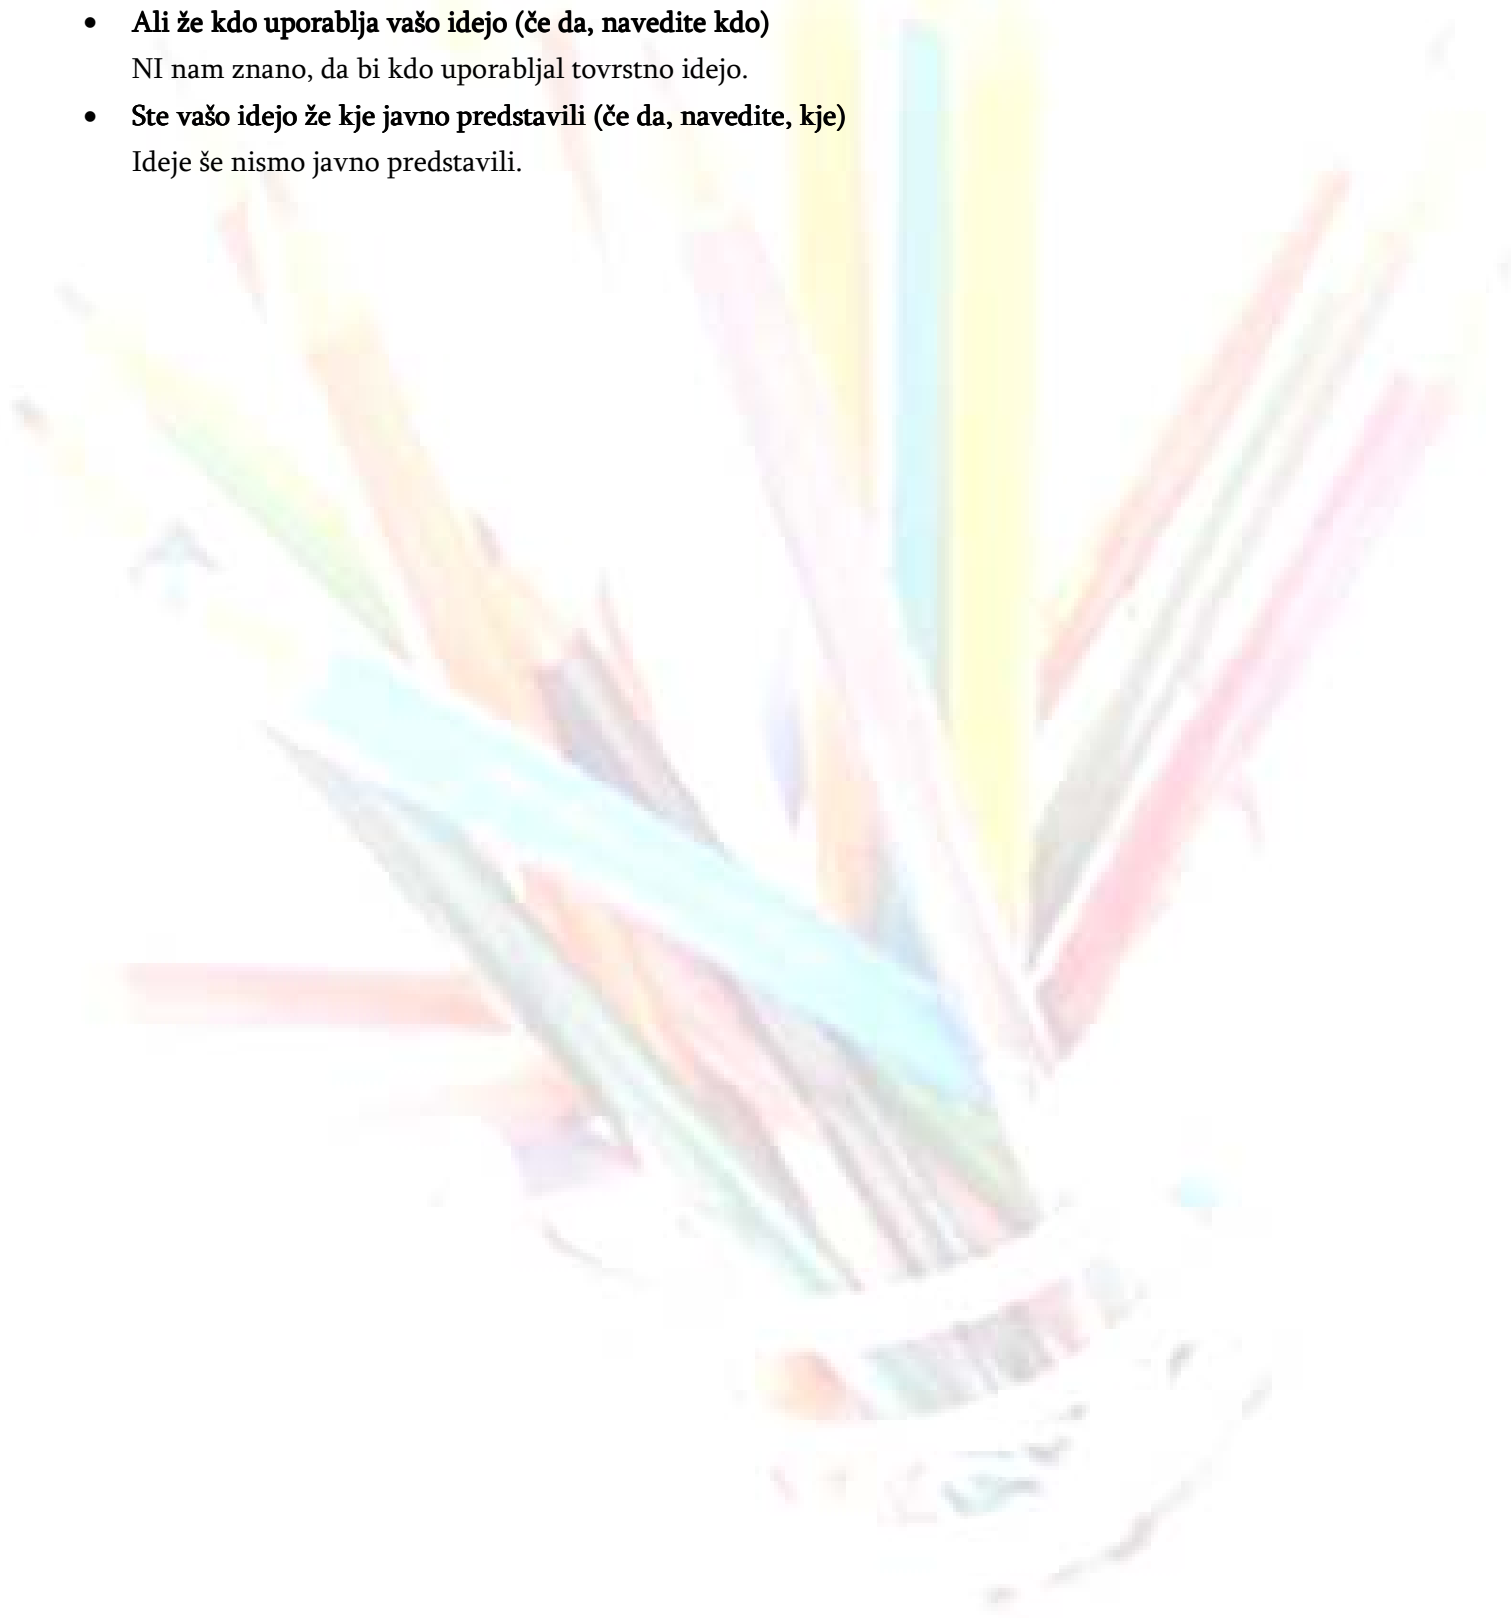 • Ali že kdo uporablja vašo idejo (če da, navedite kdo)
NI nam znano, da bi kdo uporabljal tovrstno idejo.
• Ste vašo idejo že kje javno predstavili (če da, navedite, kje)
Ideje še nismo javno predstavili.